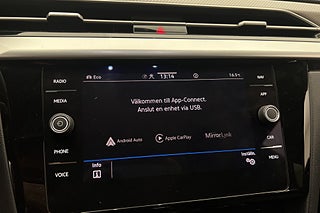 RADIO
MEDIA
PHONE
VOICE
Eco
13:14
16.5°C
NAV
APP
CAR
MENU
Välkommen till App-Connect.
Anslut en enhet via USB.
Android Auto
Apple CarPlay
MirrorLink
Info
Inställn.